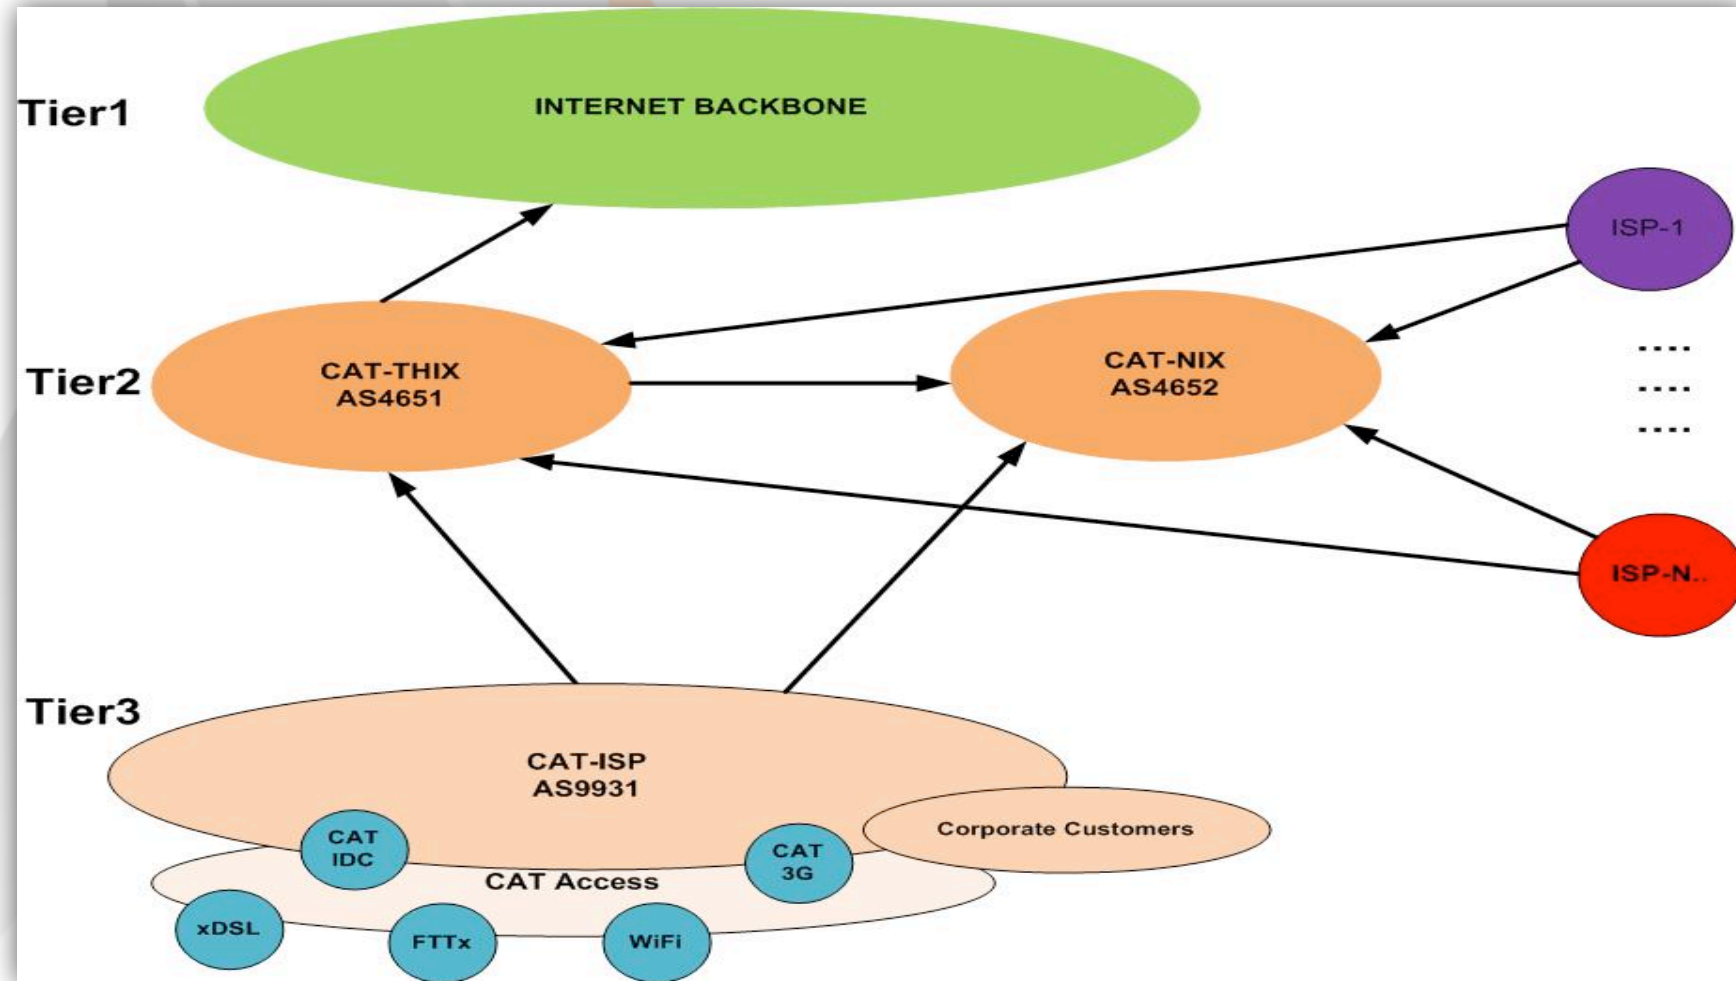 Tier1
INTERNET BACKBONE
ISP-1
Tier2
CAT-THIX
AS4651
CAT-NIX
AS4652
....
....
....
ISP-N..
Tier3
CAT-ISP
AS9931
Corporate Customers
CAT
IDC
CAT
3G
CAT Access
xDSL
FTTx
WiFi